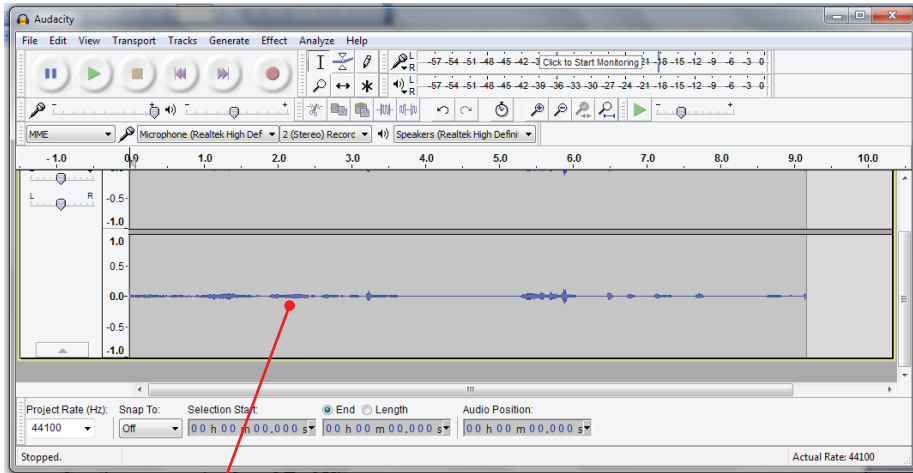 Audacity
File Edit View Transport Tracks Generate Effect Analyze Help
L R -57 -54 -51 -48 -45 -42 -3 Click to Start Monitoring 21 -18 -15 -12 -9 -6 -3 0
L R -57 -54 -51 -48 -45 -42 -39 -36 -33 -30 -27 -24 -21 -18 -15 -12 -9 -6 -3 0
MME Microphone (Realtek High Def 2 (Stereo) Record Speakers (Realtek High Defini
-1.0 0.0 1.0 2.0 3.0 4.0 5.0 6.0 7.0 8.0 9.0 10.0
L R -0.5
-1.0
1.0
0.5
0.0
-0.5
-1.0
Project Rate (Hz): Snap To: Selection Start: End Length Audio Position:
44100 Off 00 h 00 m 00.000 s 00 h 00 m 00.000 s 00 h 00 m 00.000 s
Stopped. Actual Rate: 44100